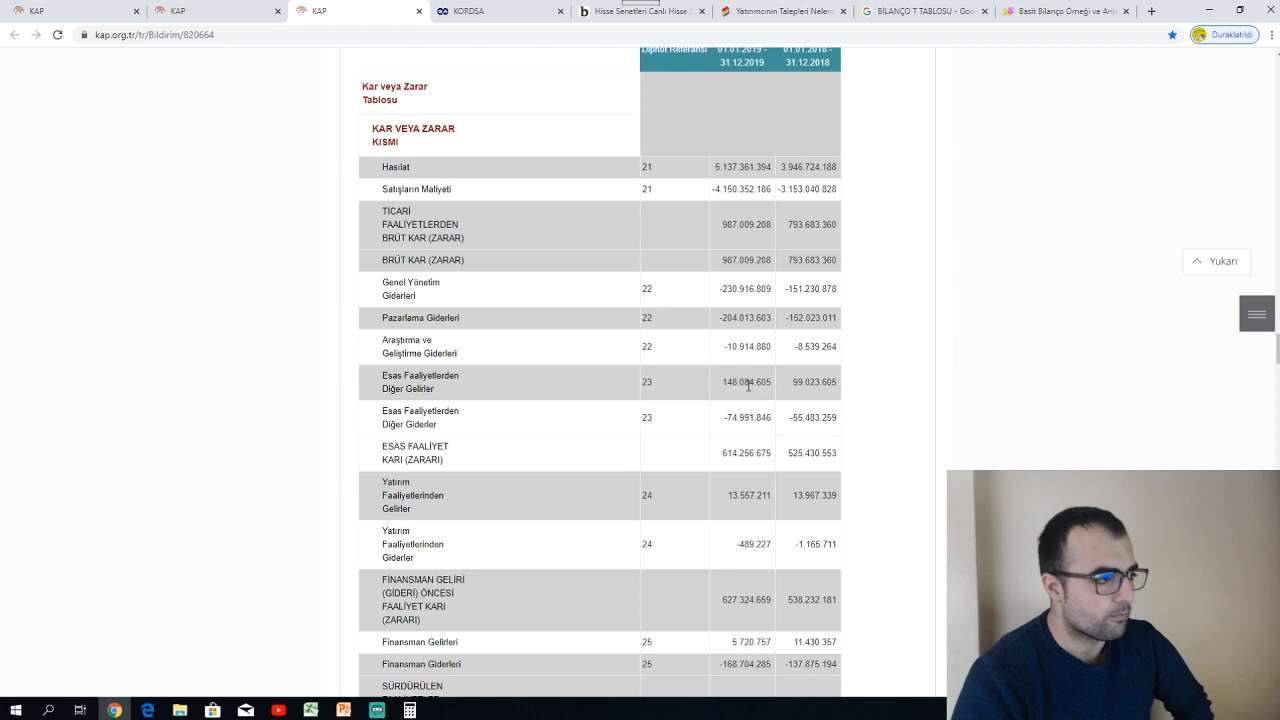 KAP
KAP
KAP
KORDSA
Hisse Senetleri Canlı Hisse S
Yatırımcının Talepleri Nelerd
BİLANÇO T TABLOSU - Goo
Basit Bilanço Örneği ve Anla
kap.org.tr/tr/Bildirim/820664
Duraklatıldı
Dipnot Referansı 01.01.2019 - 01.01.2018 -
31.12.2019 31.12.2018
Kar veya Zarar
Tablosu
KAR VEYA ZARAR
KISMI
Hasılat 21 5.137.361.394 3.946.724.188
Satışların Maliyeti 21 -4.150.352.186 -3.153.040.828
TİCARİ
FAALİYETLERDEN 987.009.208 793.683.360
BRÜT KAR (ZARAR)
BRÜT KAR (ZARAR) 987.009.208 793.683.360
Yukarı
Genel Yönetim
Giderleri 22 -230.916.809 -151.230.878
Pazarlama Giderleri 22 -204.013.603 -152.023.011
Araştırma ve
Geliştirme Giderleri 22 -10.914.880 -8.539.264
Esas Faaliyetlerden
Diğer Gelirler 23 148.084.605 99.023.605
Esas Faaliyetlerden
Diğer Giderler 23 -74.991.846 -55.483.259
ESAS FAALİYET
KARI (ZARARI) 614.256.675 525.430.553
Yatırım
Faaliyetlerinden 24 13.557.211 13.967.339
Gelirler
Yatırım
Faaliyetlerinden 24 -489.227 -1.165.711
Giderler
FİNANSMAN GELİRİ
(GİDERİ) ÖNCESİ
FAALİYET KARI 627.324.659 538.232.181
(ZARARI)
Finansman Gelirleri 25 5.720.757 11.430.357
Finansman Giderleri 25 -168.704.285 -137.875.194
SÜRDÜRÜLEN